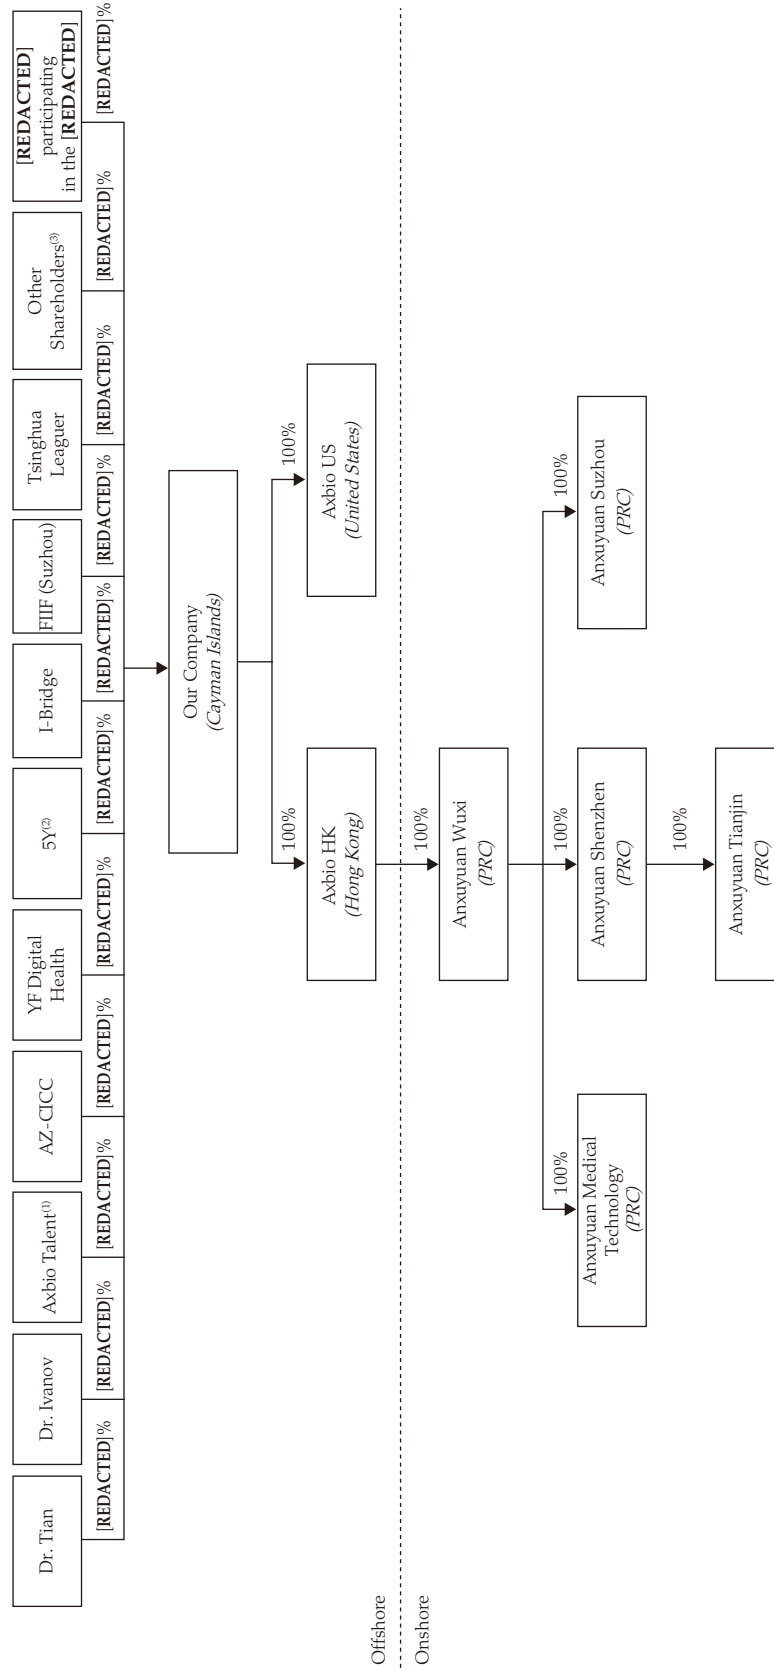 Dr. Tian
Dr. Ivanov
Axbio Talent(1)
AZ-CICC
YF Digital
Health
5Y(2)
I-Bridge
FIIF (Suzhou)
Tsinghua
Leaguer
Other
Shareholders(3)
[REDACTED]
participating
in the [REDACTED]
[REDACTED]%
[REDACTED]%
[REDACTED]%
[REDACTED]%
[REDACTED]%
[REDACTED]%
[REDACTED]%
[REDACTED]%
[REDACTED]%
[REDACTED]%
[REDACTED]%
Our Company
(Cayman Islands)
100%
100%
Axbio HK
(Hong Kong)
Axbio US
(United States)
Offshore
Onshore
100%
Anxuyuan Wuxi
(PRC)
100%
100%
100%
Anxuyuan Medical
Technology
(PRC)
Anxuyuan Shenzhen
(PRC)
Anxuyuan Suzhou
(PRC)
100%
Anxuyuan Tianjin
(PRC)